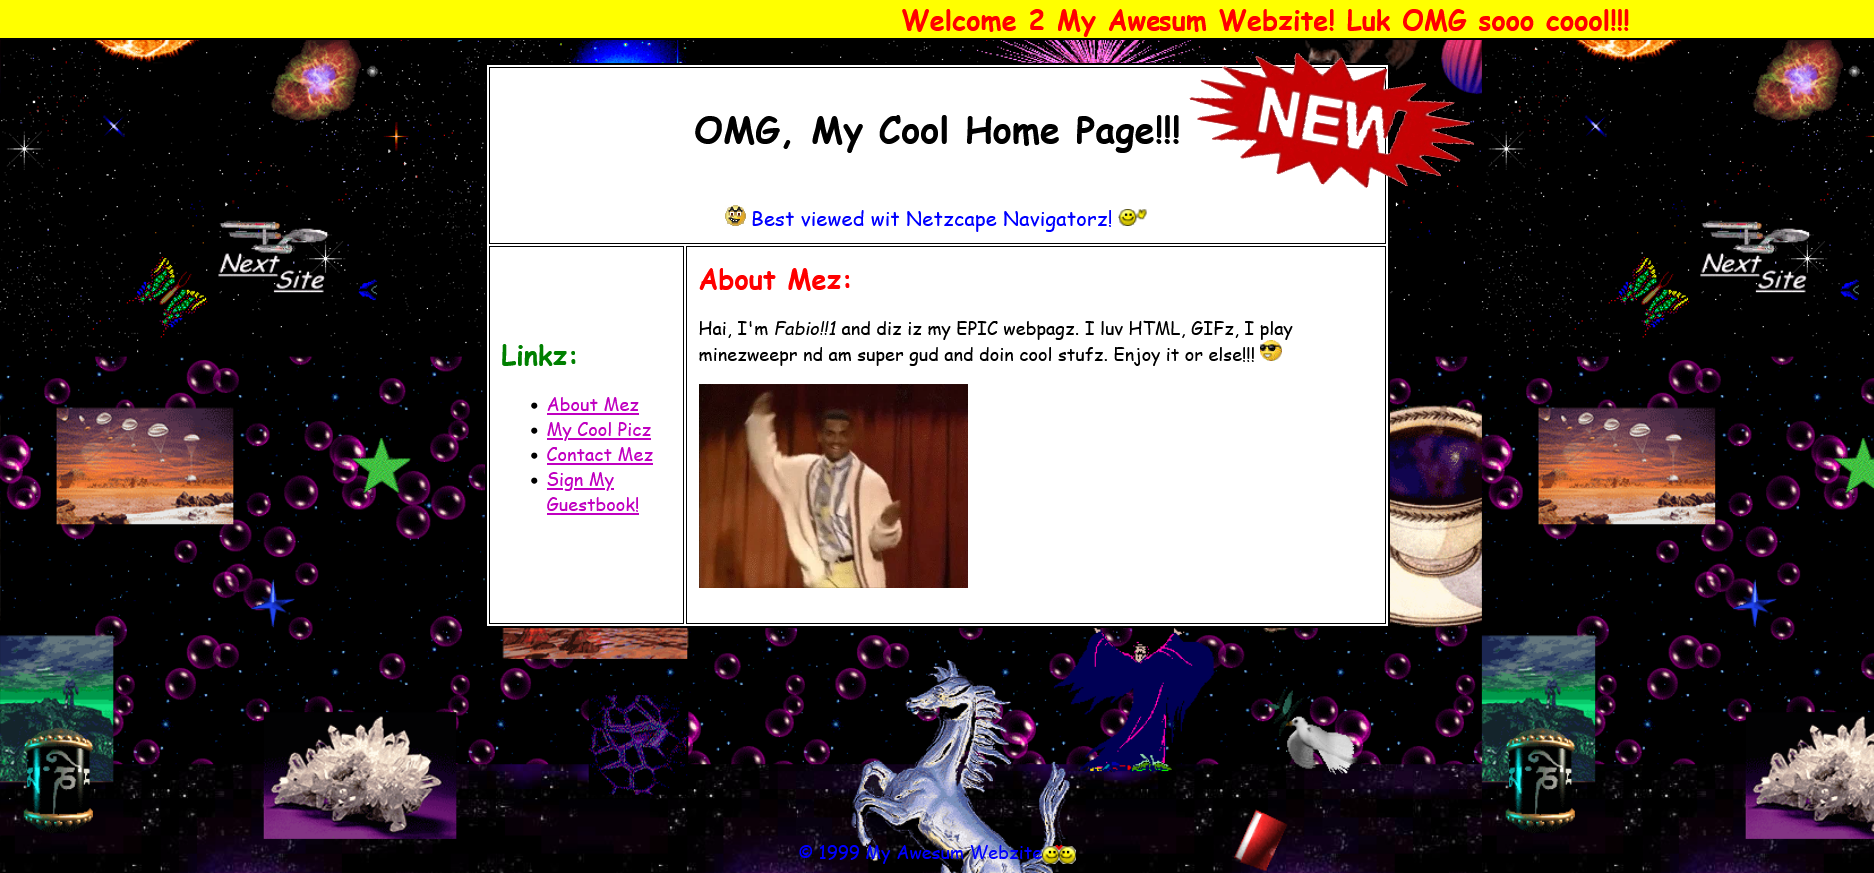 Welcome 2 My Awesum Webzite! Luk OMG sooo coool!!!
NEW
OMG, My Cool Home Page!!!
Best viewed wit Netzcape Navigatorz!
Next
Site
Next
Site
Linkz:
About Mez
My Cool Picz
Contact Mez
Sign My
Guestbook!
About Mez:
Hai, I'm Fabio!!1 and diz iz my EPIC webpagz. I luv HTML, GIFz, I play
minezweepr nd am super gud and doin cool stufz. Enjoy it or else!!!
© 1999 My Awesum Webzite